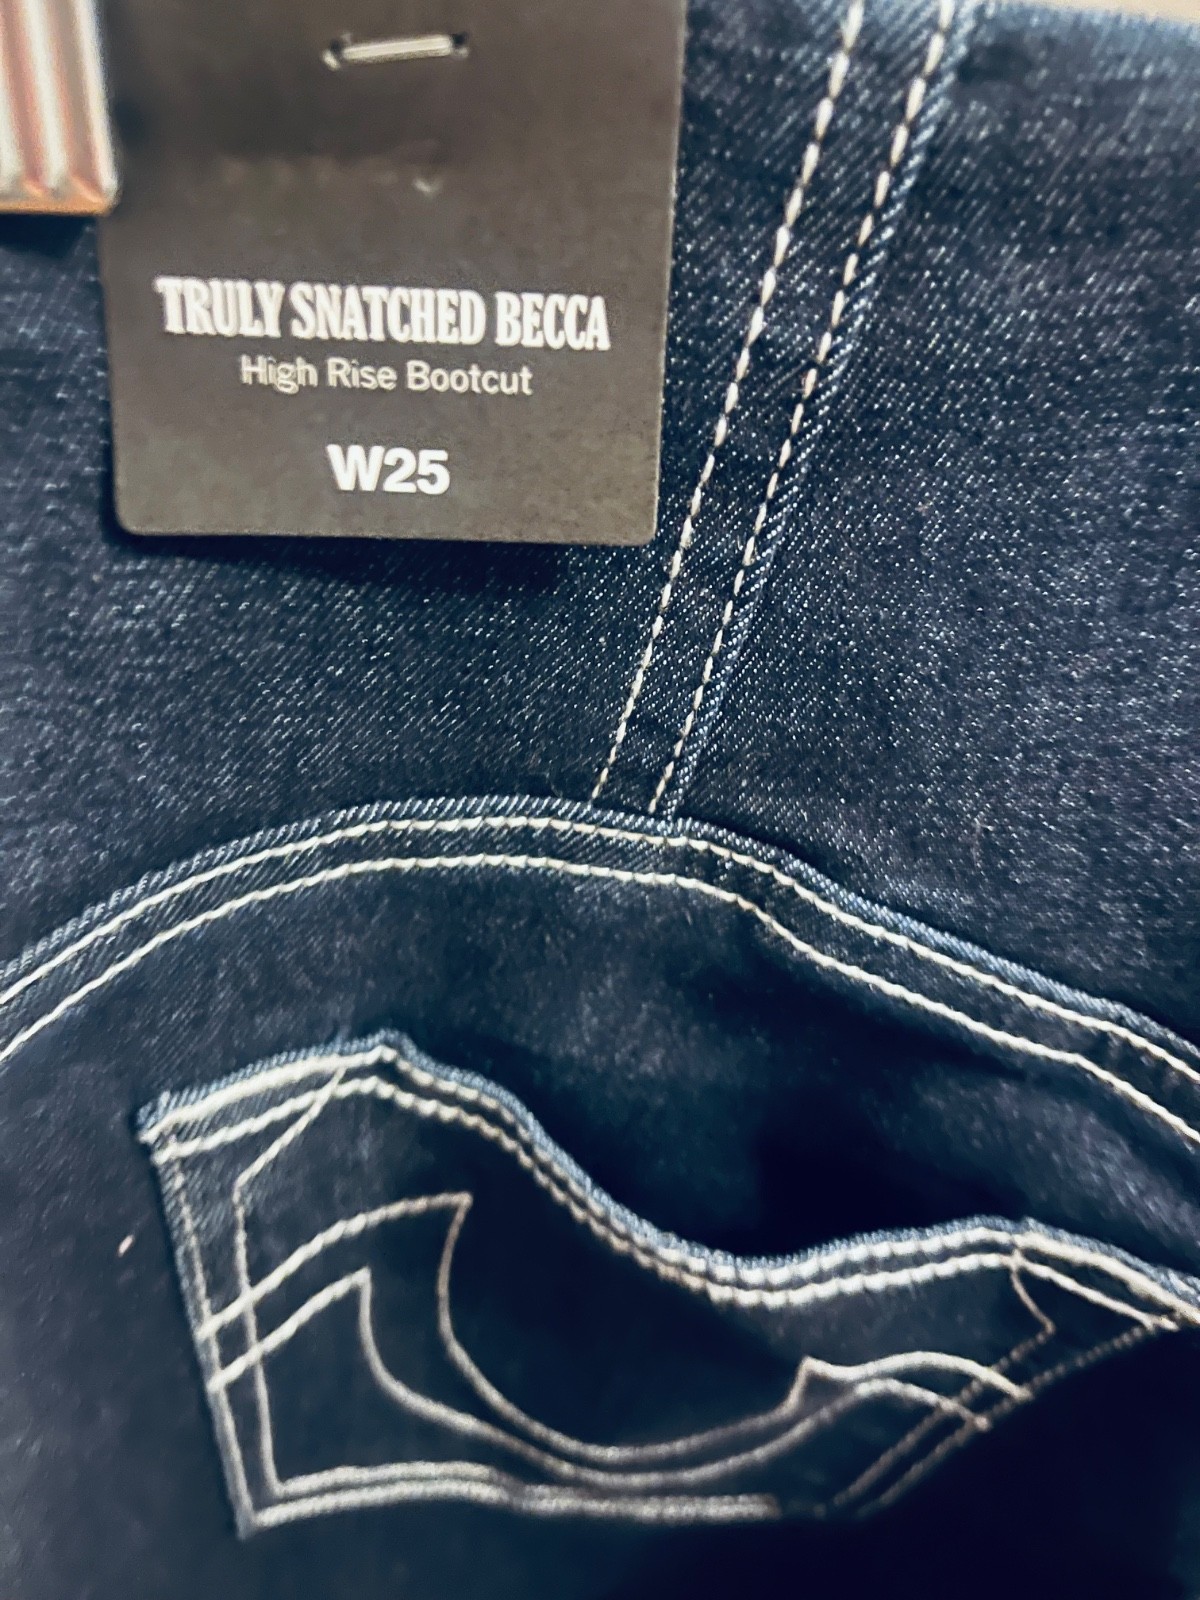 TRULY SNATCHED BECCA
High Rise Bootcut
W25